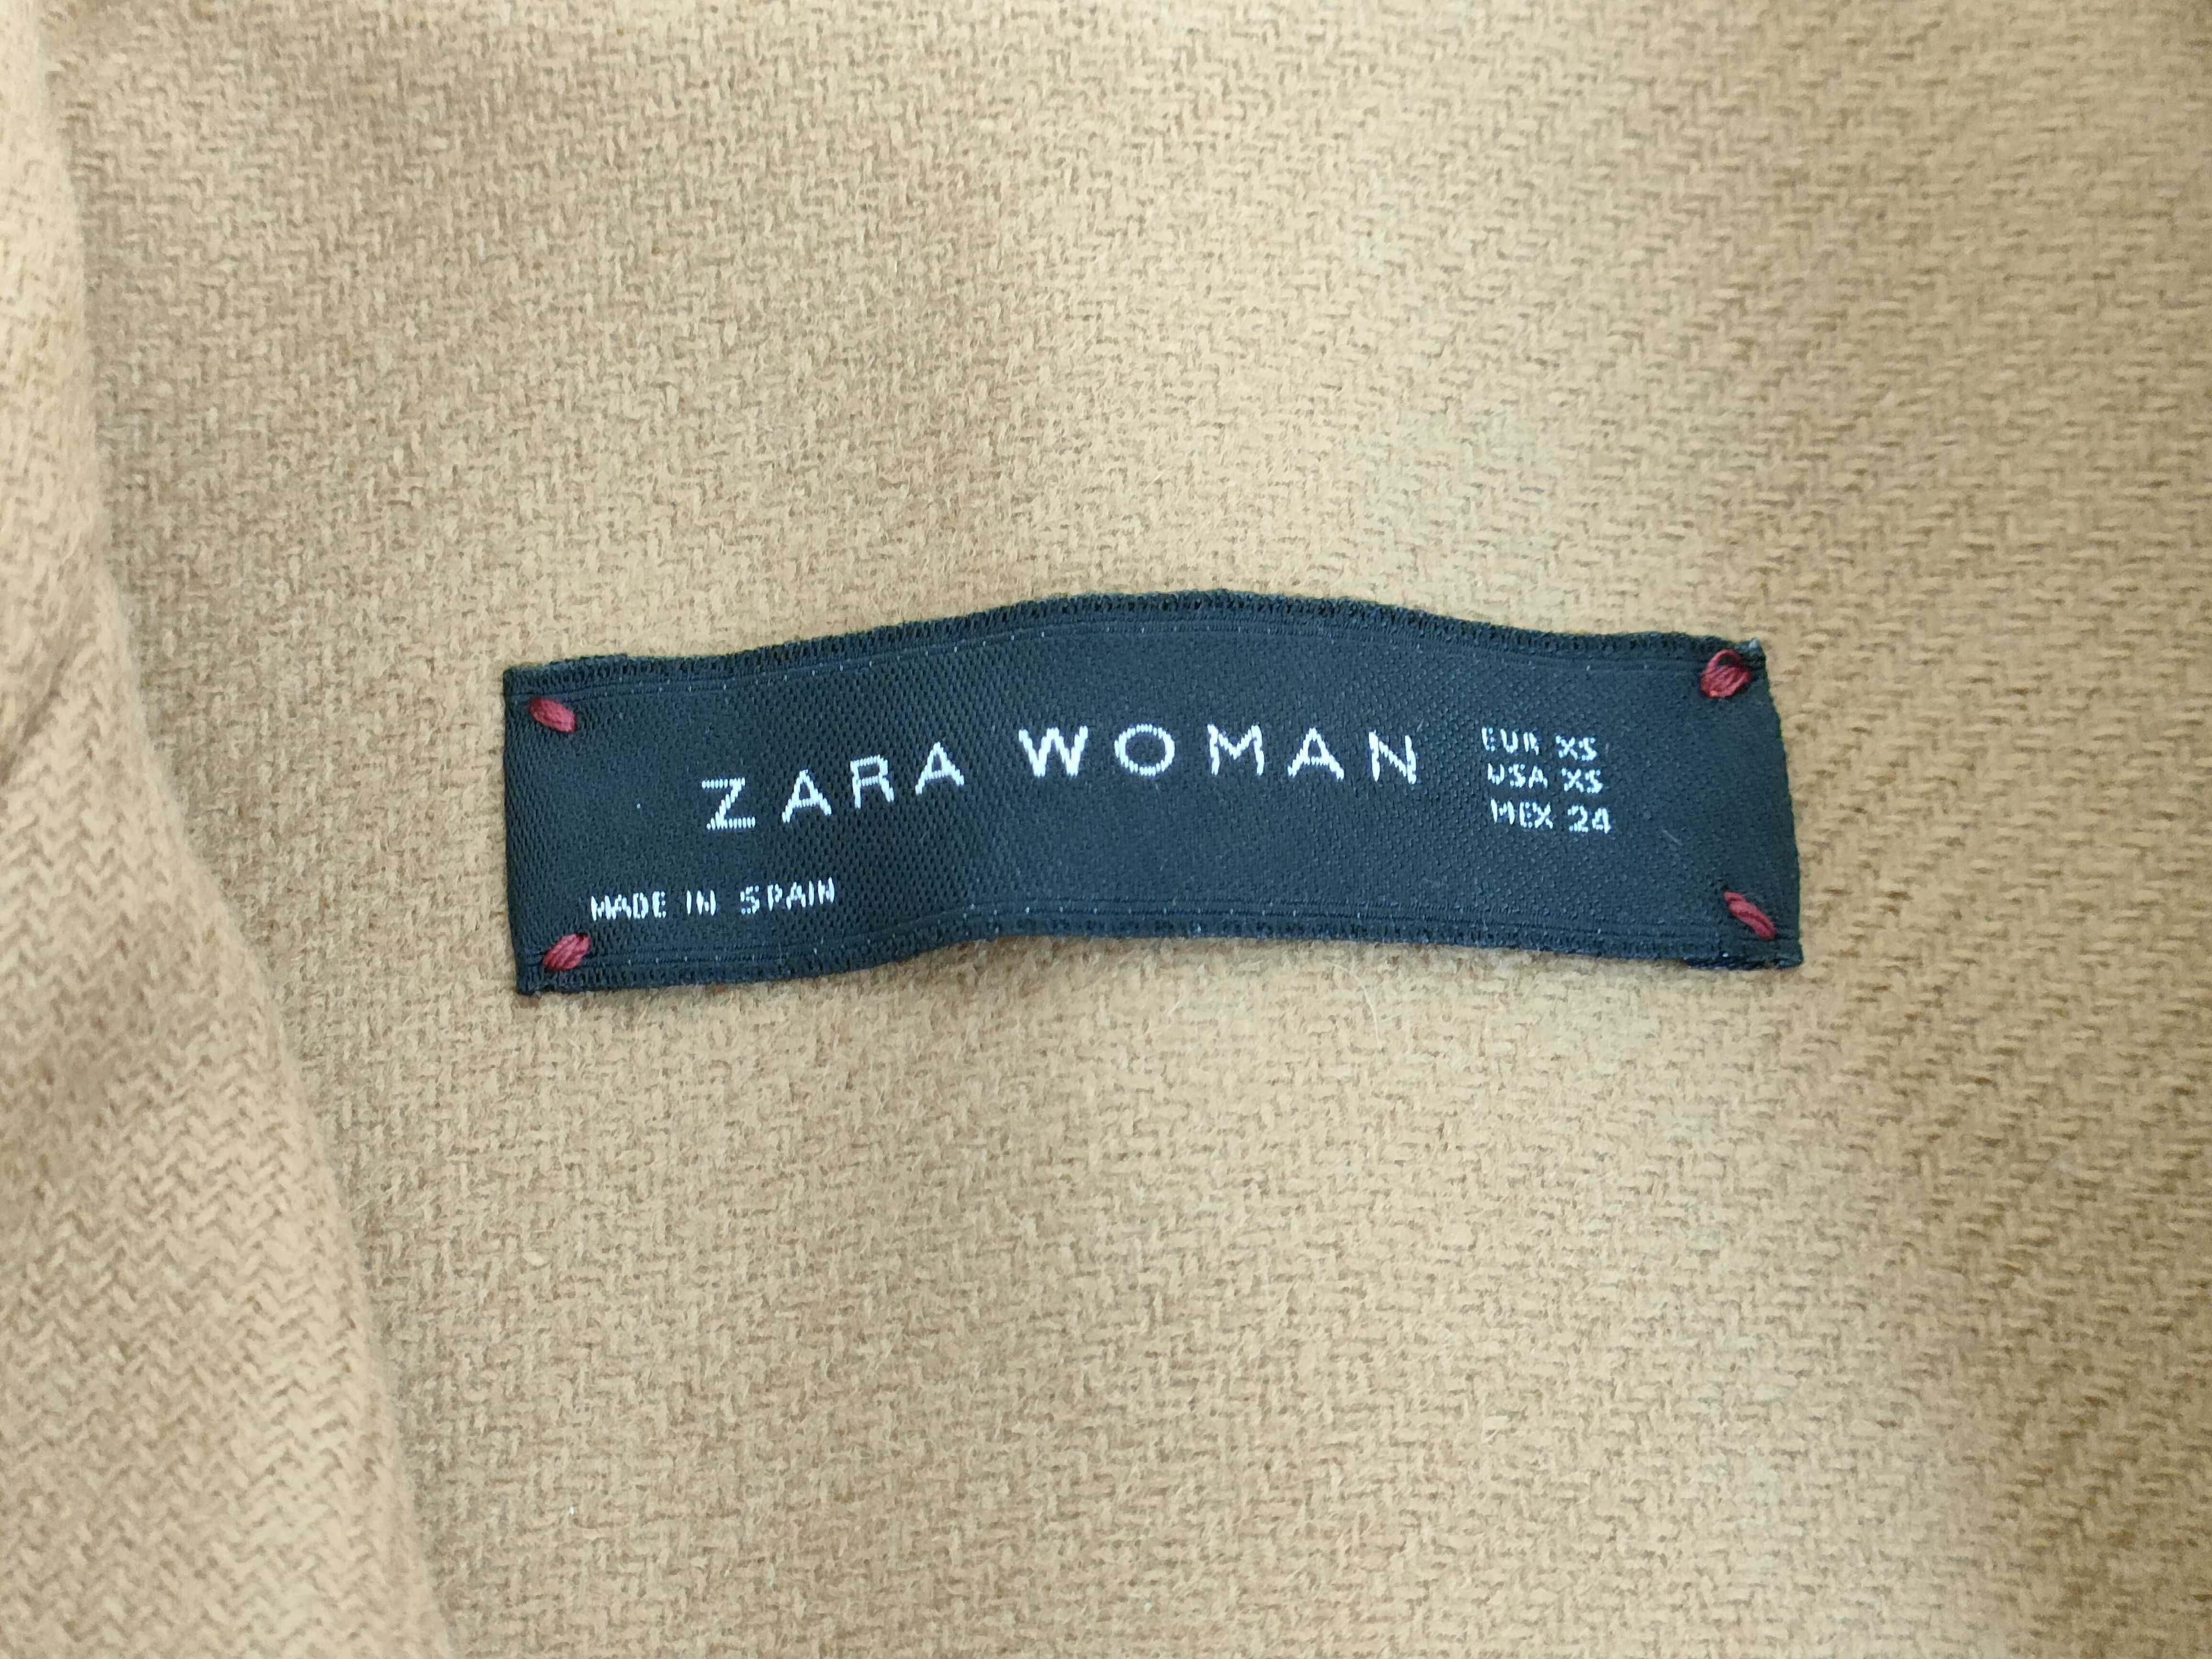 ZARA WOMAN
EUR XS
USA XS
MEX 24
MADE IN SPAIN